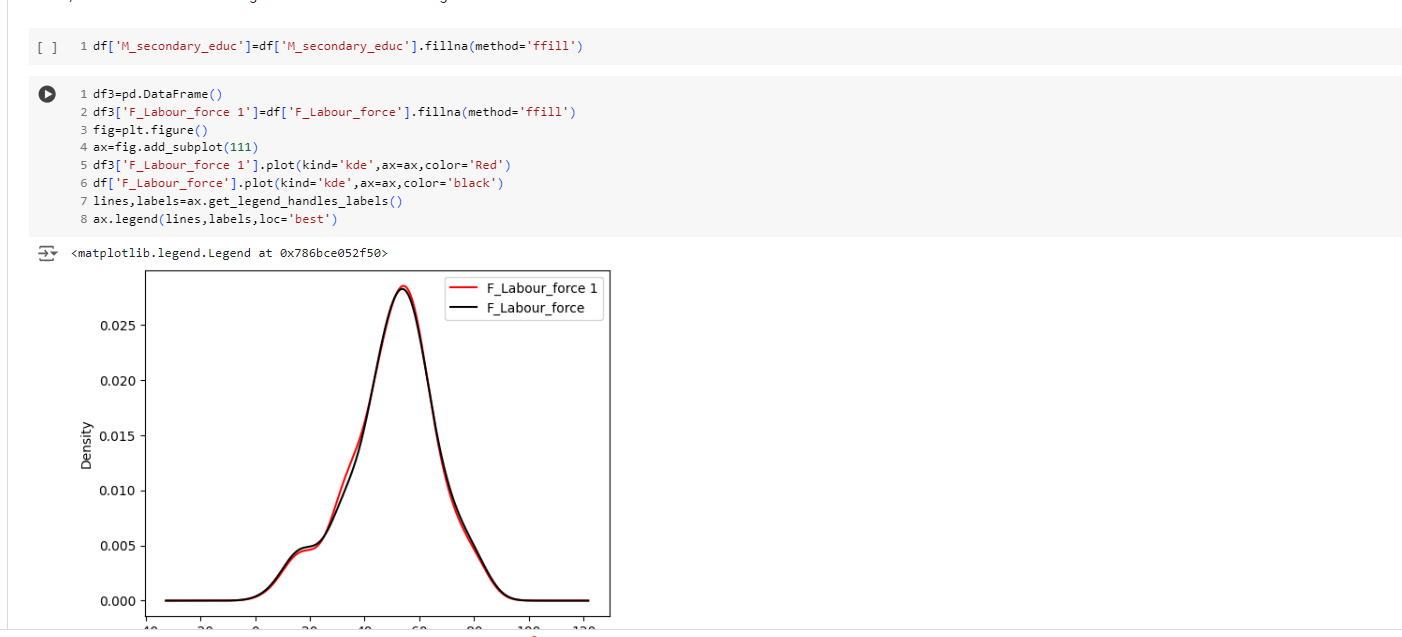 [ ] 1 df['M_secondary_educ']=df['M_secondary_educ'].fillna(method='ffill')
1 df3=pd.DataFrame()
2 df3['F_Labour_force 1']=df['F_Labour_force'].fillna(method='ffill')
3 fig=plt.figure()
4 ax=fig.add_subplot(111)
5 df3['F_Labour_force 1'].plot(kind='kde',ax=ax,color='Red')
6 df['F_Labour_force'].plot(kind='kde',ax=ax,color='black')
7 lines,labels=ax.get_legend_handles_labels()
8 ax.legend(lines,labels,loc='best')
<matplotlib.legend.Legend at 0x786bce052f50>
F_Labour_force 1
F_Labour_force
0.025
0.020
0.015
0.010
0.005
0.000
Density